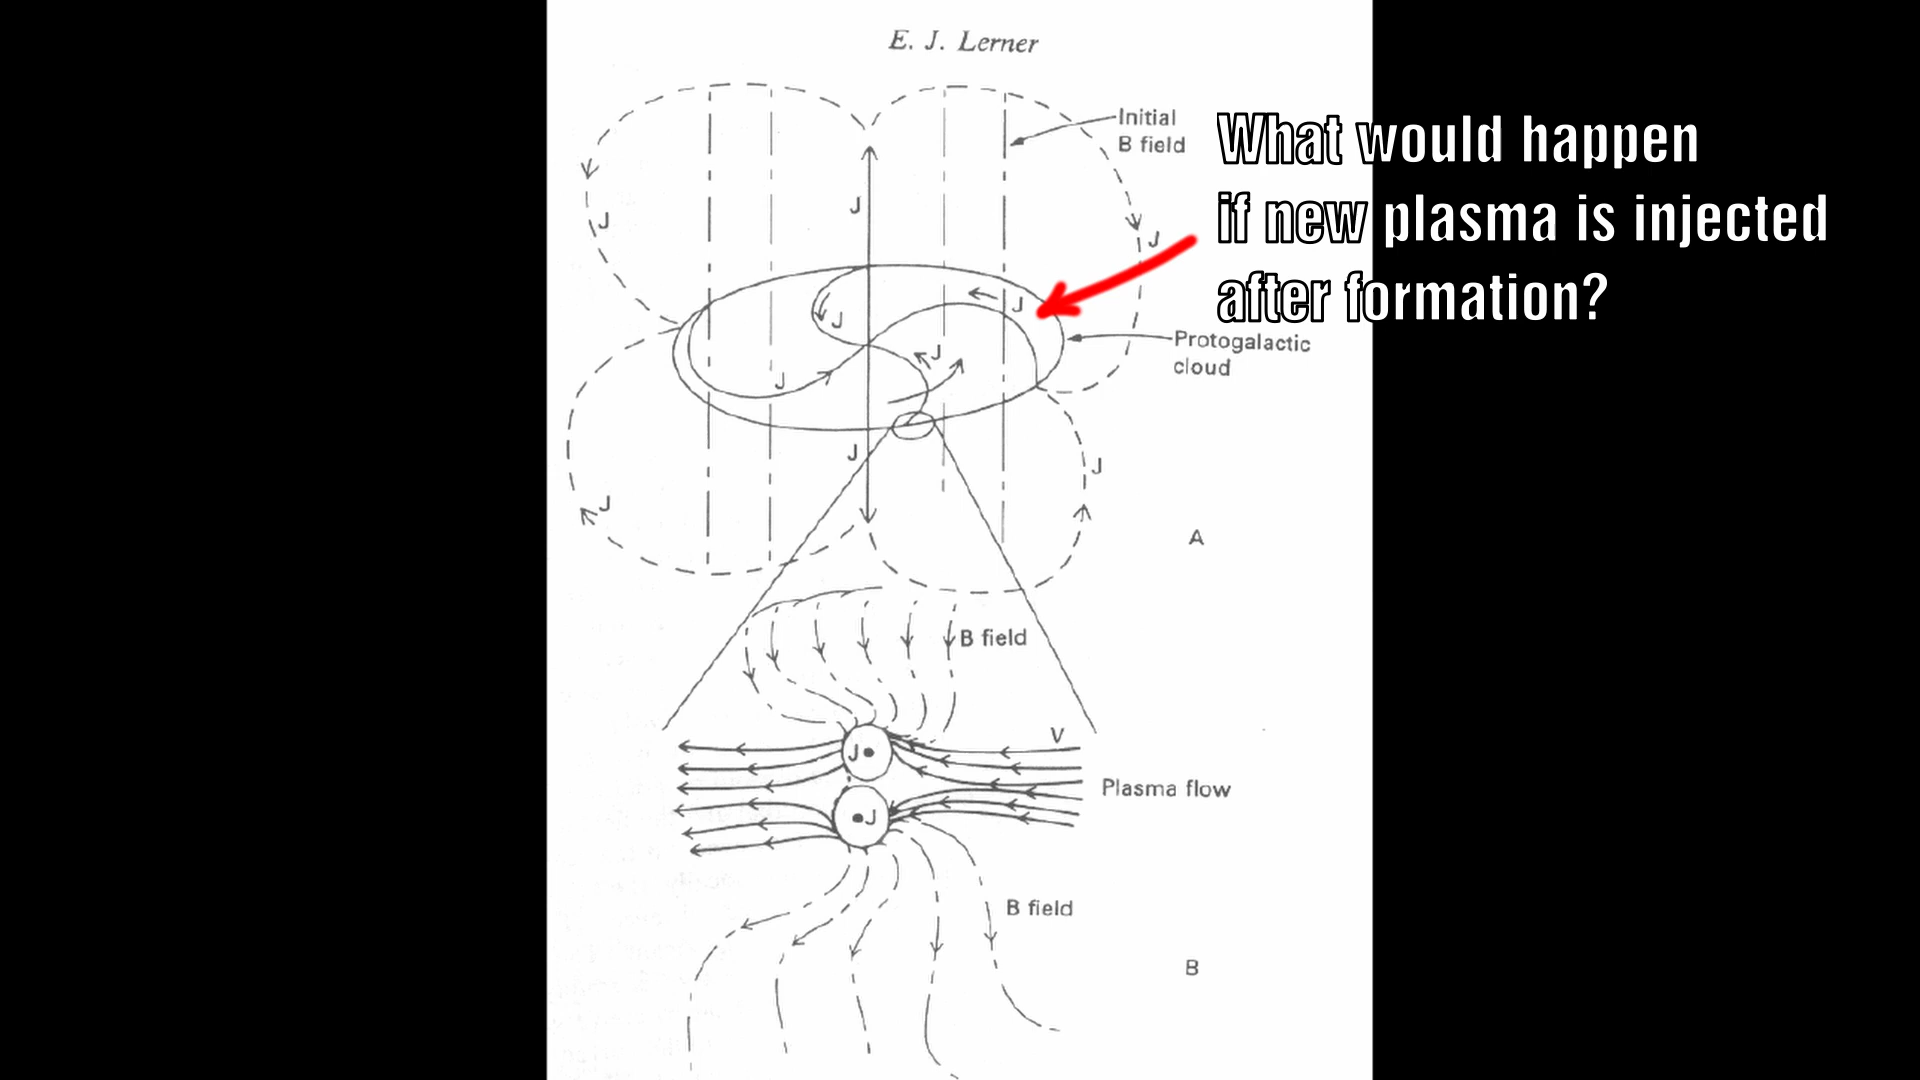 E. J. Lerner
Initial
B field
What would happen
if new plasma is injected
after formation?
J
J
J
J
J
J
J
Protogalactic
cloud
J
J
J
A
B field
V
J
Plasma flow
J
B field
B